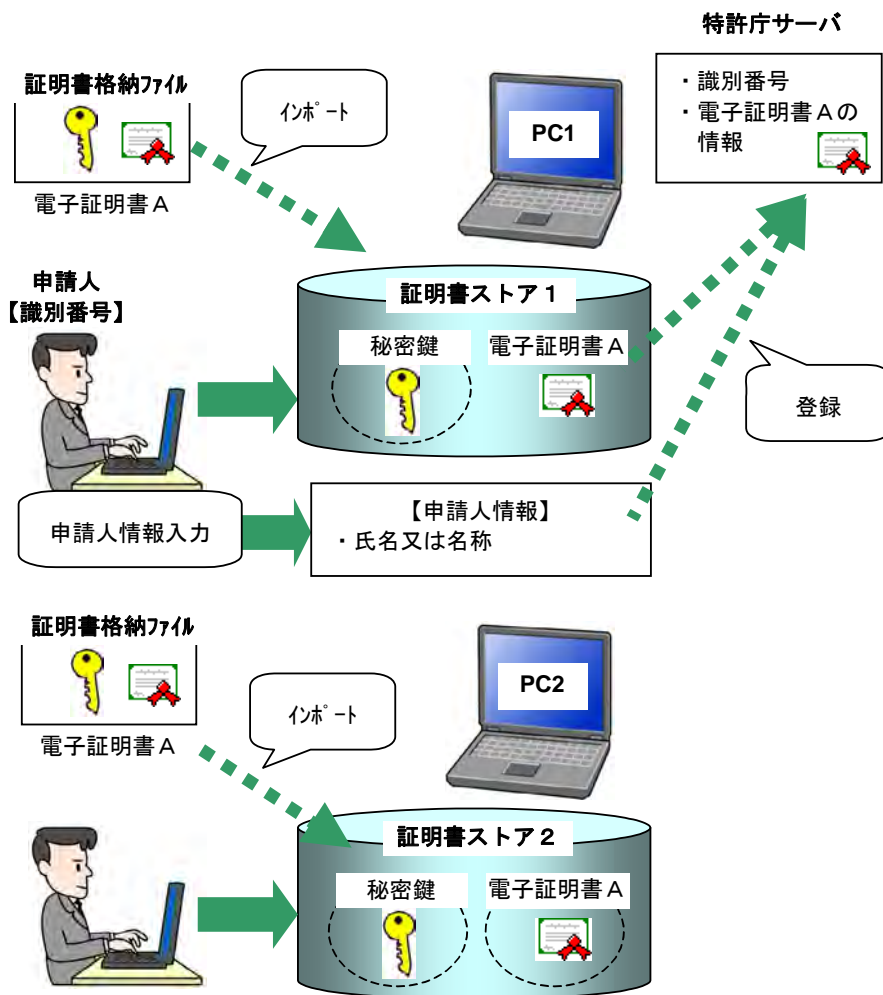 特許庁サーバ
・識別番号
・電子証明書Aの
情報
証明書格納ﾌｧｲﾙ
電子証明書A
ｲﾝﾎﾟｰﾄ
PC1
申請人
【識別番号】
証明書ストア1
秘密鍵
電子証明書A
登録
申請人情報入力
【申請人情報】
・氏名又は名称
証明書格納ﾌｧｲﾙ
電子証明書A
ｲﾝﾎﾟｰﾄ
PC2
証明書ストア2
秘密鍵
電子証明書A